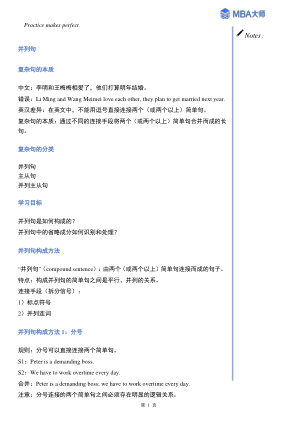 MBA大师
Practice makes perfect.
Notes:
并列句
复杂句的本质
中文：李明和王梅梅相爱了，他们打算明年结婚。
错误：Li Ming and Wang Meimei love each other, they plan to get married next year.
英汉差异：在英文中，不能用逗号直接连接两个（或两个以上）简单句。
复杂句的本质：通过不同的连接手段将两个（或两个以上）简单句合并而成的长
句。
复杂句的分类
并列句
主从句
并列主从句
学习目标
并列句是如何构成的？
并列句中的省略成分如何识别和处理？
并列句构成方法
“并列句”（compound sentence）：由两个（或两个以上）简单句连接而成的句子。
特点：构成并列句的简单句之间是平行、并列的关系。
连接手段（拆分信号）：
1）标点符号
2）并列连词
并列句构成方法 1：分号
规则：分号可以直接连接两个简单句。
S1：Peter is a demanding boss.
S2：We have to work overtime every day.
合并：Peter is a demanding boss; we have to work overtime every day.
注意：分号连接的两个简单句之间必须存在明显的逻辑关系。
第 1 页